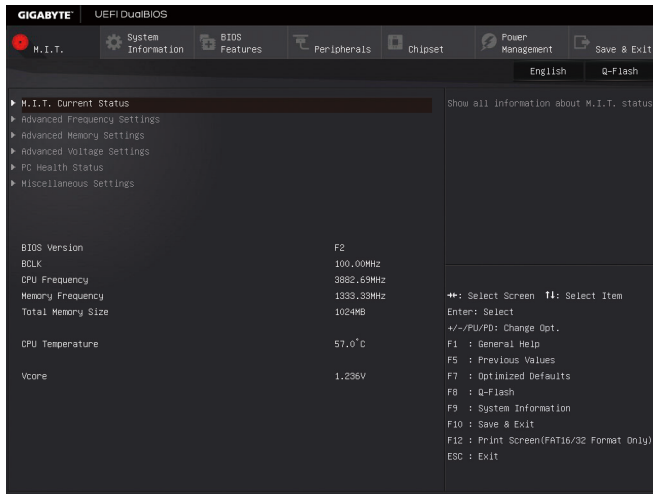 GIGABYTE™ UEFI DualBIOS
M.I.T.
System Information
BIOS Features
Peripherals
Chipset
Power Management
Save & Exit
English Q-Flash
M.I.T. Current Status
Advanced Frequency Settings
Advanced Memory Settings
Advanced Voltage Settings
PC Health Status
Miscellaneous Settings
Show all information about M.I.T. status
BIOS Version F2
BCLK 100.00MHz
CPU Frequency 3882.69MHz
Memory Frequency 1333.33MHz
Total Memory Size 1024MB
CPU Temperature 57.0°C
Vcore 1.236V
→←: Select Screen ↑↓: Select Item
Enter: Select
+/-/PU/PD: Change Opt.
F1 : General Help
F5 : Previous Values
F7 : Optimized Defaults
F8 : Q-Flash
F9 : System Information
F10 : Save & Exit
F12 : Print Screen(FAT16/32 Format Only)
ESC : Exit